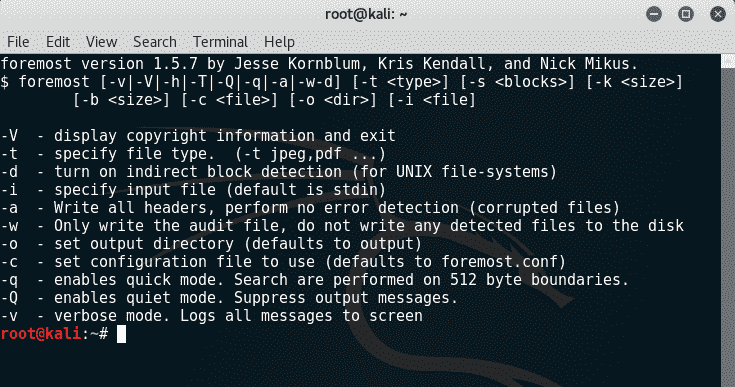 root@kali: ~
File Edit View Search Terminal Help
foremost version 1.5.7 by Jesse Kornblum, Kris Kendall, and Nick Mikus.
$ foremost [-v|-V|-h|-T|-Q|-q|-a|-w-d] [-t <type>] [-s <blocks>] [-k <size>]
[-b <size>] [-c <file>] [-o <dir>] [-i <file]
-V - display copyright information and exit
-t - specify file type. (-t jpeg,pdf ...)
-d - turn on indirect block detection (for UNIX file-systems)
-i - specify input file (default is stdin)
-a - Write all headers, perform no error detection (corrupted files)
-w - Only write the audit file, do not write any detected files to the disk
-o - set output directory (defaults to output)
-c - set configuration file to use (defaults to foremost.conf)
-q - enables quick mode. Search are performed on 512 byte boundaries.
-Q - enables quiet mode. Suppress output messages.
-v - verbose mode. Logs all messages to screen
root@kali:~#